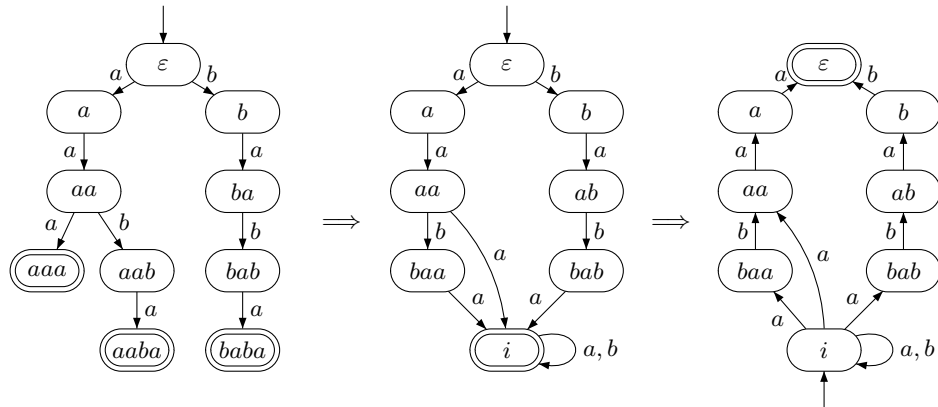 ε ε ε
a b a b a b
a b a b a b
a a a a a a
aa ba aa ab aa ab
a b b b b a b a b
aaa aab bab baa bab baa bab
a a a a a a
aaba baba i a, b i a, b
⟹ ⟹